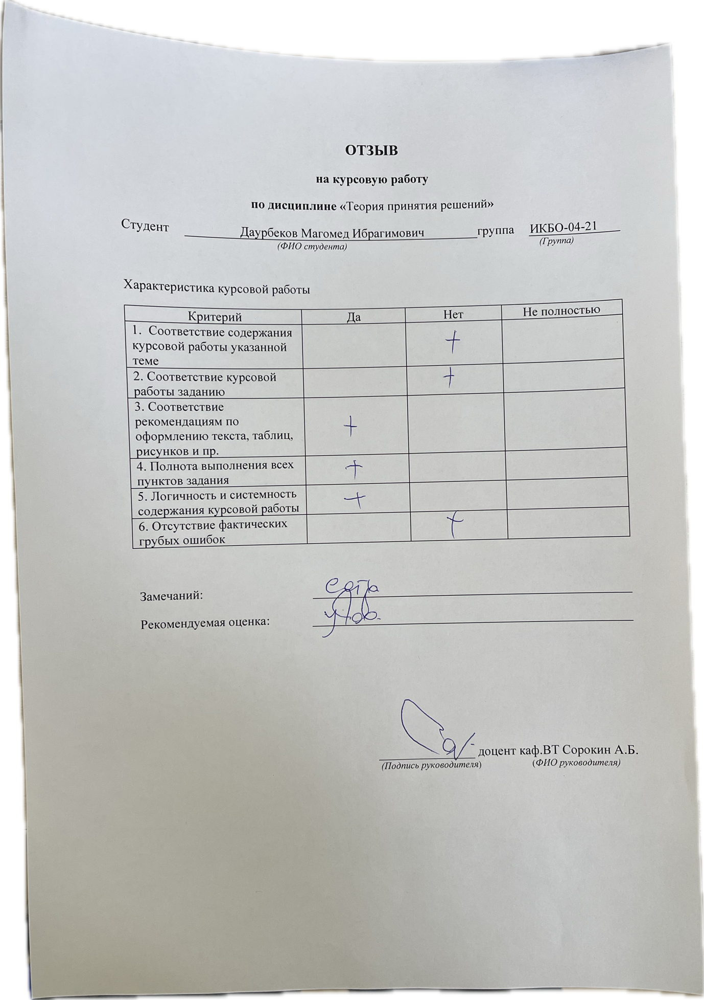 ОТЗЫВ
на курсовую работу
по дисциплине «Теория принятия решений»
Студент Даурбеков Магомед Ибрагимович группа ИКБО-04-21
(ФИО студента) (Группа)
Характеристика курсовой работы
Критерий Да Нет Не полностью
1. Соответствие содержания
курсовой работы указанной
теме +
2. Соответствие курсовой
работы заданию +
3. Соответствие
рекомендациям по
оформлению текста, таблиц,
рисунков и пр. +
4. Полнота выполнения всех
пунктов задания +
5. Логичность и системность
содержания курсовой работы +
6. Отсутствие фактических
грубых ошибок +
Замечаний:
Рекомендуемая оценка:
доцент каф.ВТ Сорокин А.Б.
(Подпись руководителя) (ФИО руководителя)